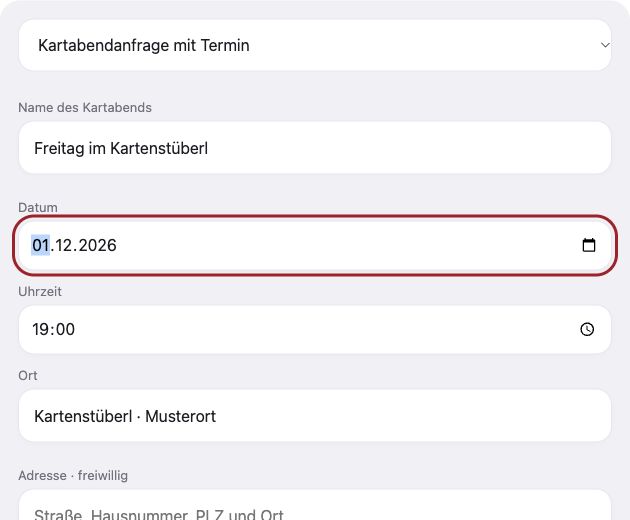 Kartabendanfrage mit Termin
Name des Kartabends
Freitag im Kartenstüberl
Datum
01.12.2026
Uhrzeit
19:00
Ort
Kartenstüberl · Musterort
Adresse · freiwillig
Straße, Hausnummer, PLZ und Ort